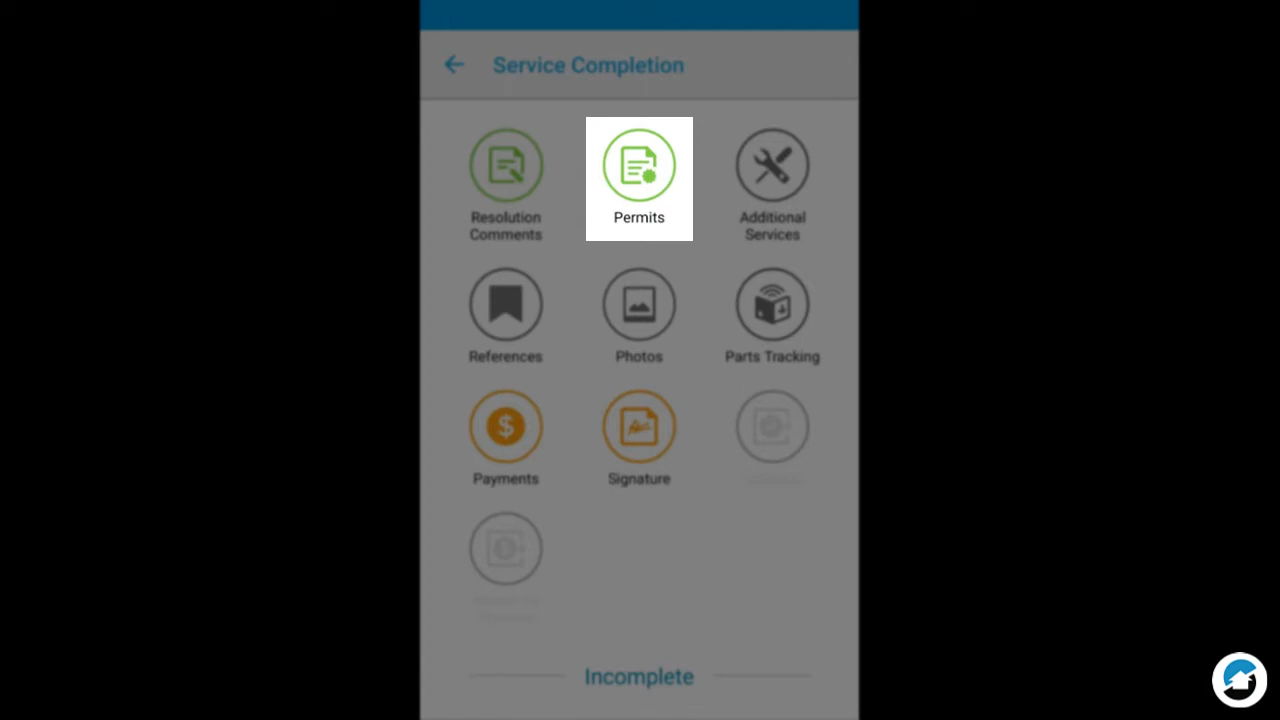 Service Completion
Resolution
Comments
Permits
Additional
Services
References
Photos
Parts Tracking
Payments
Signature
Incomplete